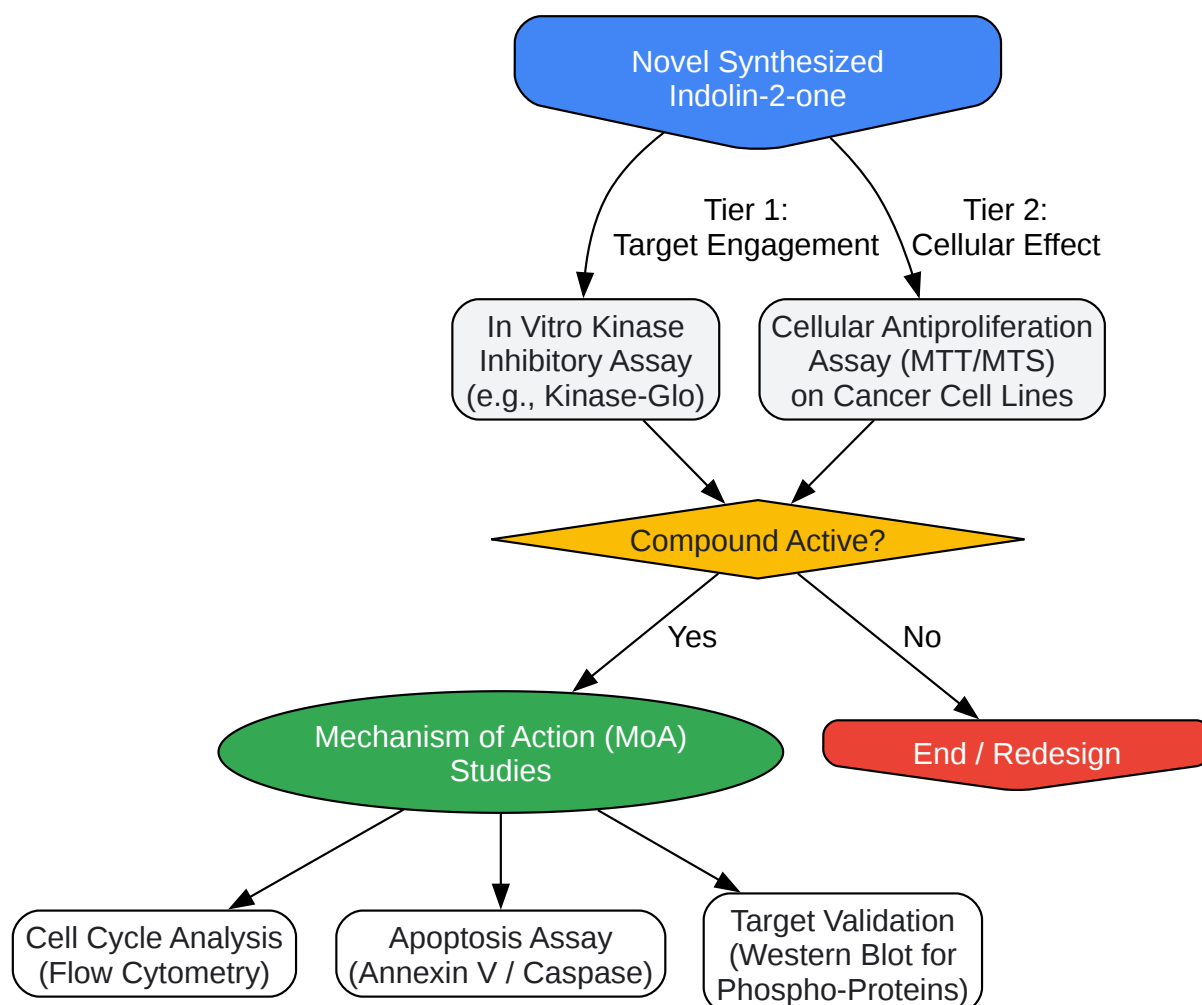 Novel Synthesized
Indolin-2-one
Tier 1:
Target Engagement
Tier 2:
Cellular Effect
In Vitro Kinase
Inhibitory Assay
(e.g., Kinase-Glo)
Cellular Antiproliferation
Assay (MTT/MTS)
on Cancer Cell Lines
Compound Active?
Yes
No
Mechanism of Action (MoA)
Studies
End / Redesign
Cell Cycle Analysis
(Flow Cytometry)
Apoptosis Assay
(Annexin V / Caspase)
Target Validation
(Western Blot for
Phospho-Proteins)